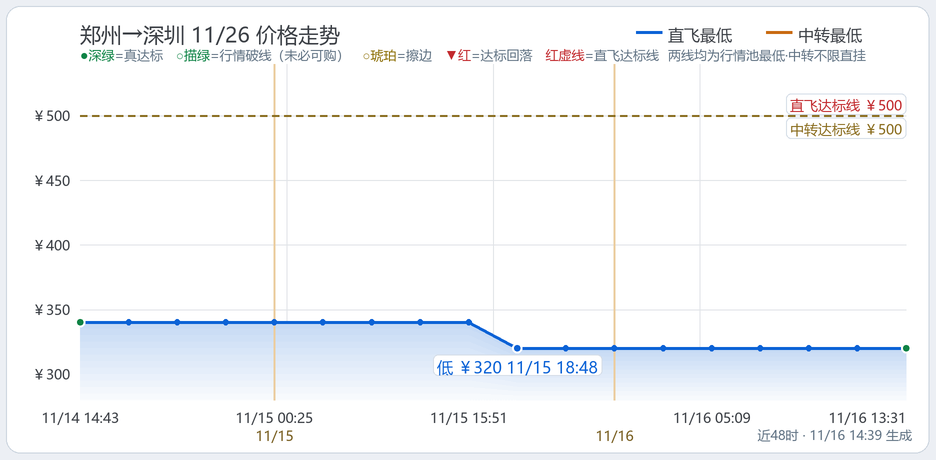 郑州→深圳 11/26 价格走势
直飞最低 中转最低
●深绿=真达标 ○描绿=行情破线（未必可购） ○琥珀=擦边 ▼红=达标回落 红虚线=直飞达标线 两线均为行情池最低·中转不限直挂
直飞达标线 ￥500
中转达标线 ￥500
￥500
￥450
￥400
￥350
￥300
低 ￥320 11/15 18:48
11/14 14:43 11/15 00:25 11/15 15:51 11/16 05:09 11/16 13:31
11/15 11/16
近48时 · 11/16 14:39 生成